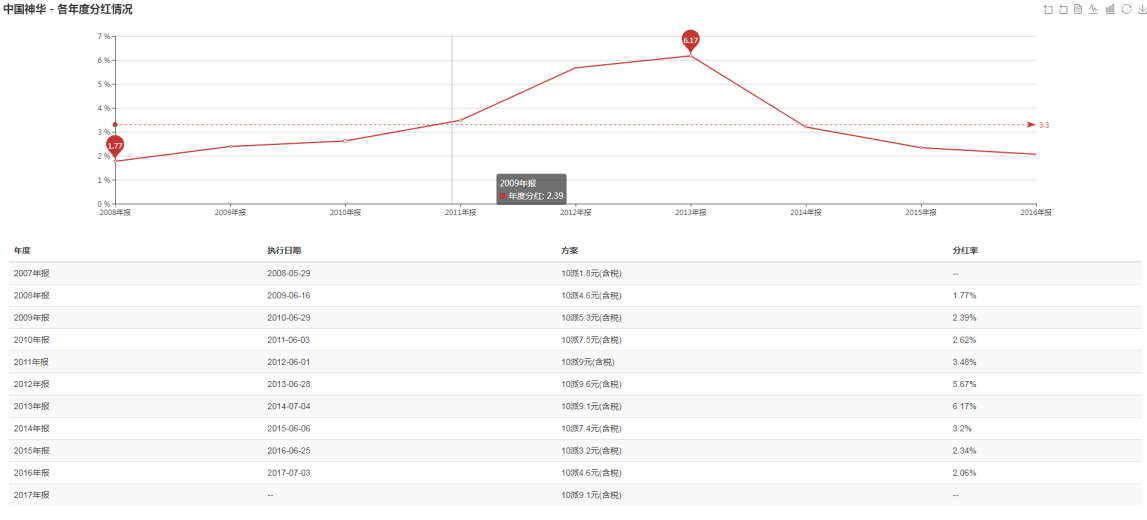 中国神华 - 各年度分红情况
7 %
6.17
6 %
5 %
4 %
3 %
3.3
1.77
2 %
1 %
2009年报
年度分红: 2.39
0 %
2008年报 2009年报 2010年报 2011年报 2012年报 2013年报 2014年报 2015年报 2016年报
年度 执行日期 方案 分红率
2007年报 2008-05-29 10派1.8元(含税) --
2008年报 2009-06-16 10派4.6元(含税) 1.77%
2009年报 2010-06-29 10派5.3元(含税) 2.39%
2010年报 2011-06-03 10派7.5元(含税) 2.62%
2011年报 2012-06-01 10派9元(含税) 3.48%
2012年报 2013-06-28 10派9.6元(含税) 5.67%
2013年报 2014-07-04 10派9.1元(含税) 6.17%
2014年报 2015-06-06 10派7.4元(含税) 3.2%
2015年报 2016-06-25 10派3.2元(含税) 2.34%
2016年报 2017-07-03 10派4.6元(含税) 2.06%
2017年报 -- 10派9.1元(含税) --